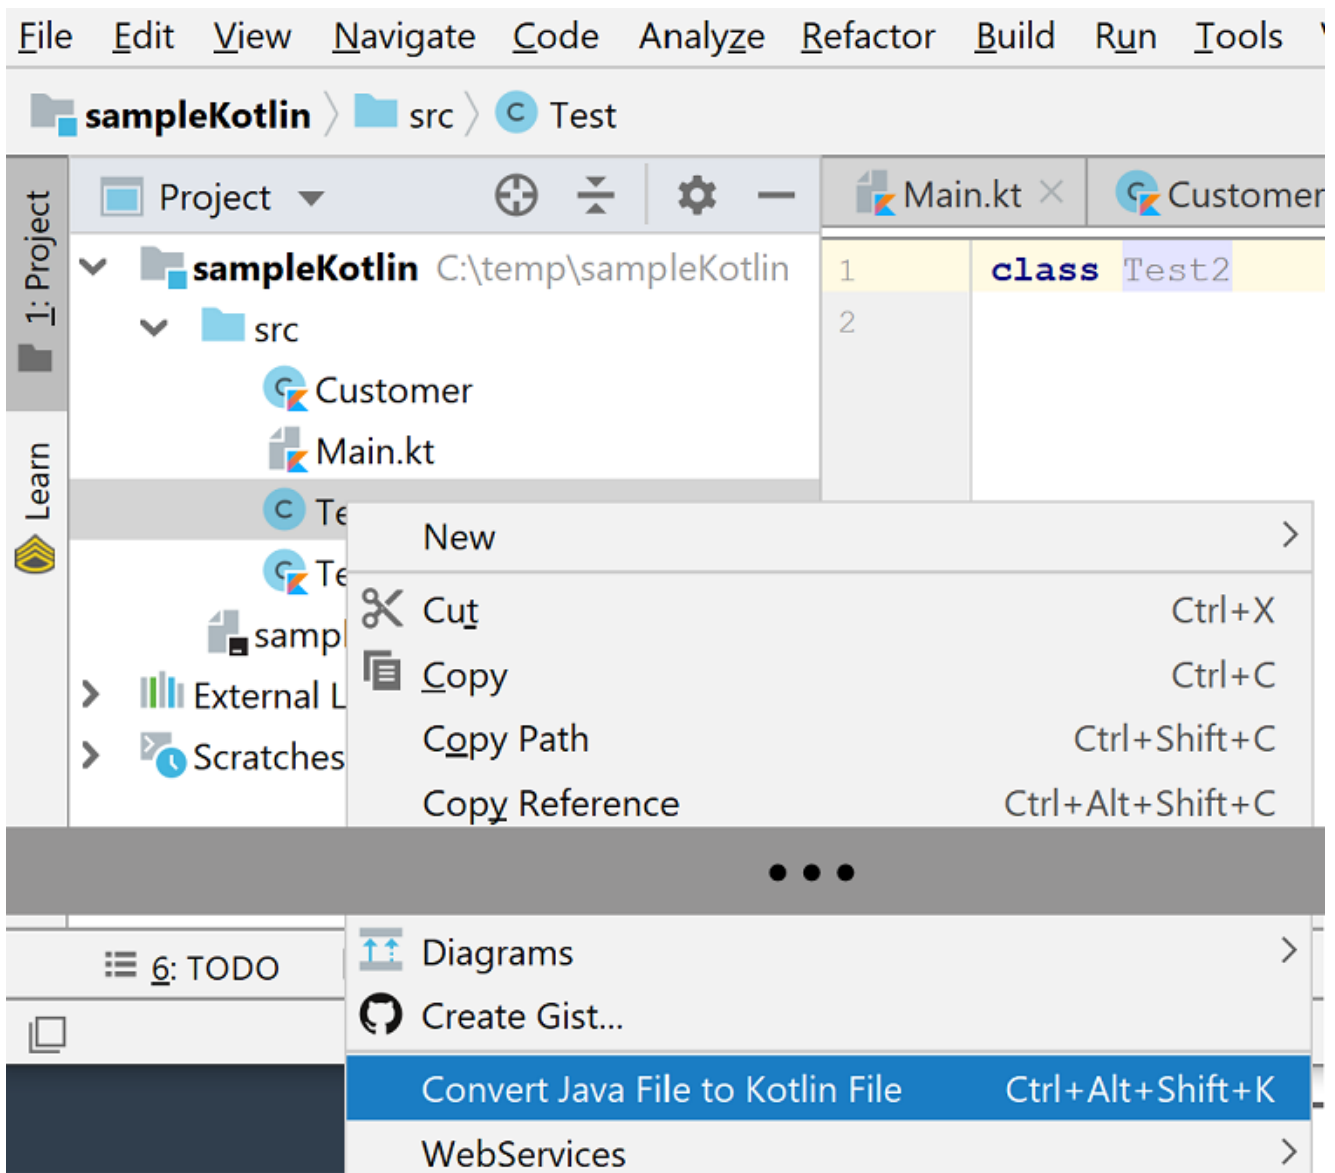 File Edit View Navigate Code Analyze Refactor Build Run Tools
sampleKotlin src C Test
1: Project
Learn
Project
Main.kt
Customer
sampleKotlin C:\temp\sampleKotlin
src
Customer
Main.kt
C Te
Te
sampl
External L
Scratches
1 class Test2
2
New
Cut Ctrl+X
Copy Ctrl+C
Copy Path Ctrl+Shift+C
Copy Reference Ctrl+Alt+Shift+C
•••
6: TODO
Diagrams
Create Gist...
Convert Java File to Kotlin File Ctrl+Alt+Shift+K
WebServices